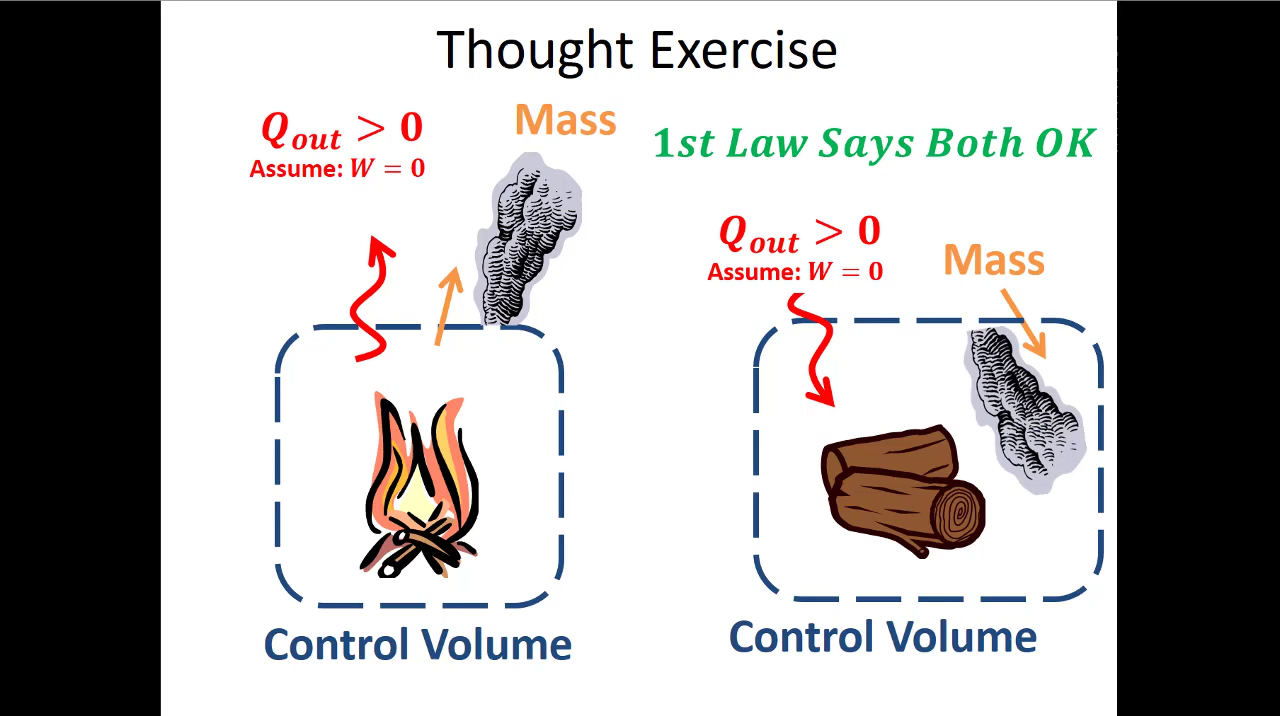 Thought Exercise
Q_out > 0
Assume: W = 0
Mass
1st Law Says Both OK
Q_out > 0
Assume: W = 0
Mass
Control Volume
Control Volume